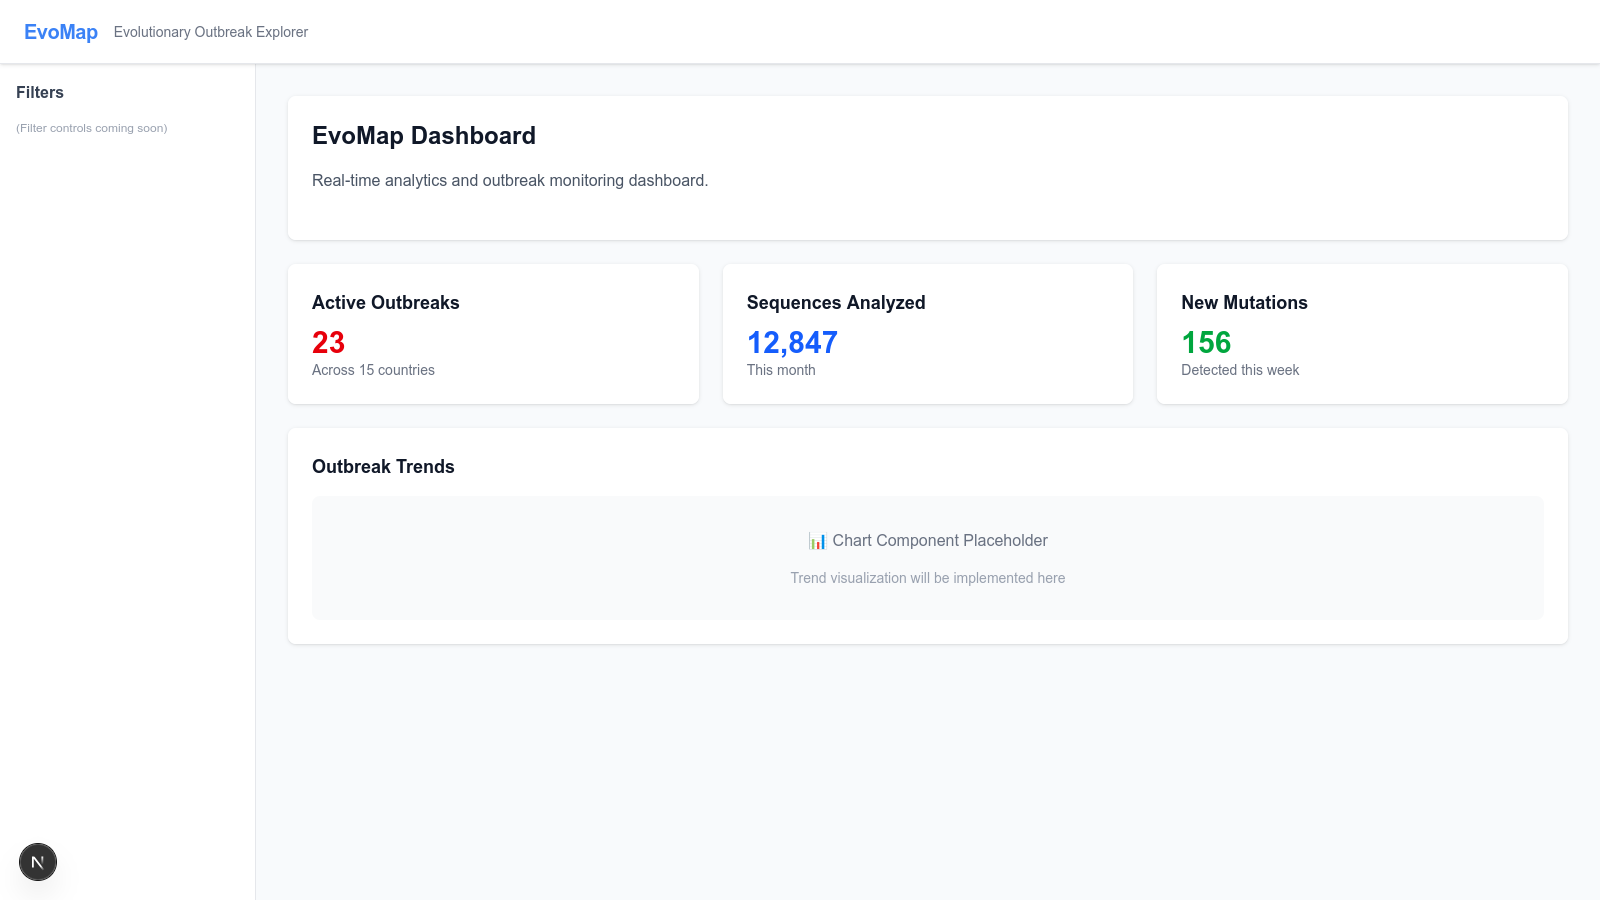 EvoMap Evolutionary Outbreak Explorer
Filters
(Filter controls coming soon)
EvoMap Dashboard
Real-time analytics and outbreak monitoring dashboard.
Active Outbreaks
23
Across 15 countries
Sequences Analyzed
12,847
This month
New Mutations
156
Detected this week
Outbreak Trends
📊 Chart Component Placeholder
Trend visualization will be implemented here
N